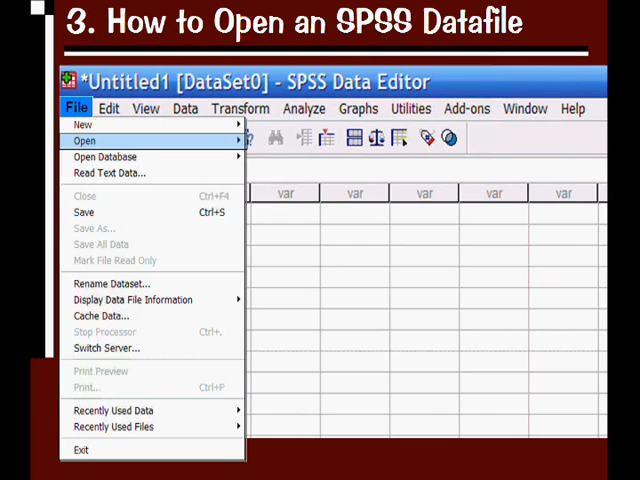 3. How to Open an SPSS Datafile
*Untitled1 [DataSet0] - SPSS Data Editor
File Edit View Data Transform Analyze Graphs Utilities Add-ons Window Help
New
Open
Open Database
Read Text Data...
Close Ctrl+F4
var var var var var
Save Ctrl+S
Save As...
Save All Data
Mark File Read Only
Rename Dataset...
Display Data File Information
Cache Data...
Stop Processor Ctrl+.
Switch Server...
Print Preview
Print... Ctrl+P
Recently Used Data
Recently Used Files
Exit